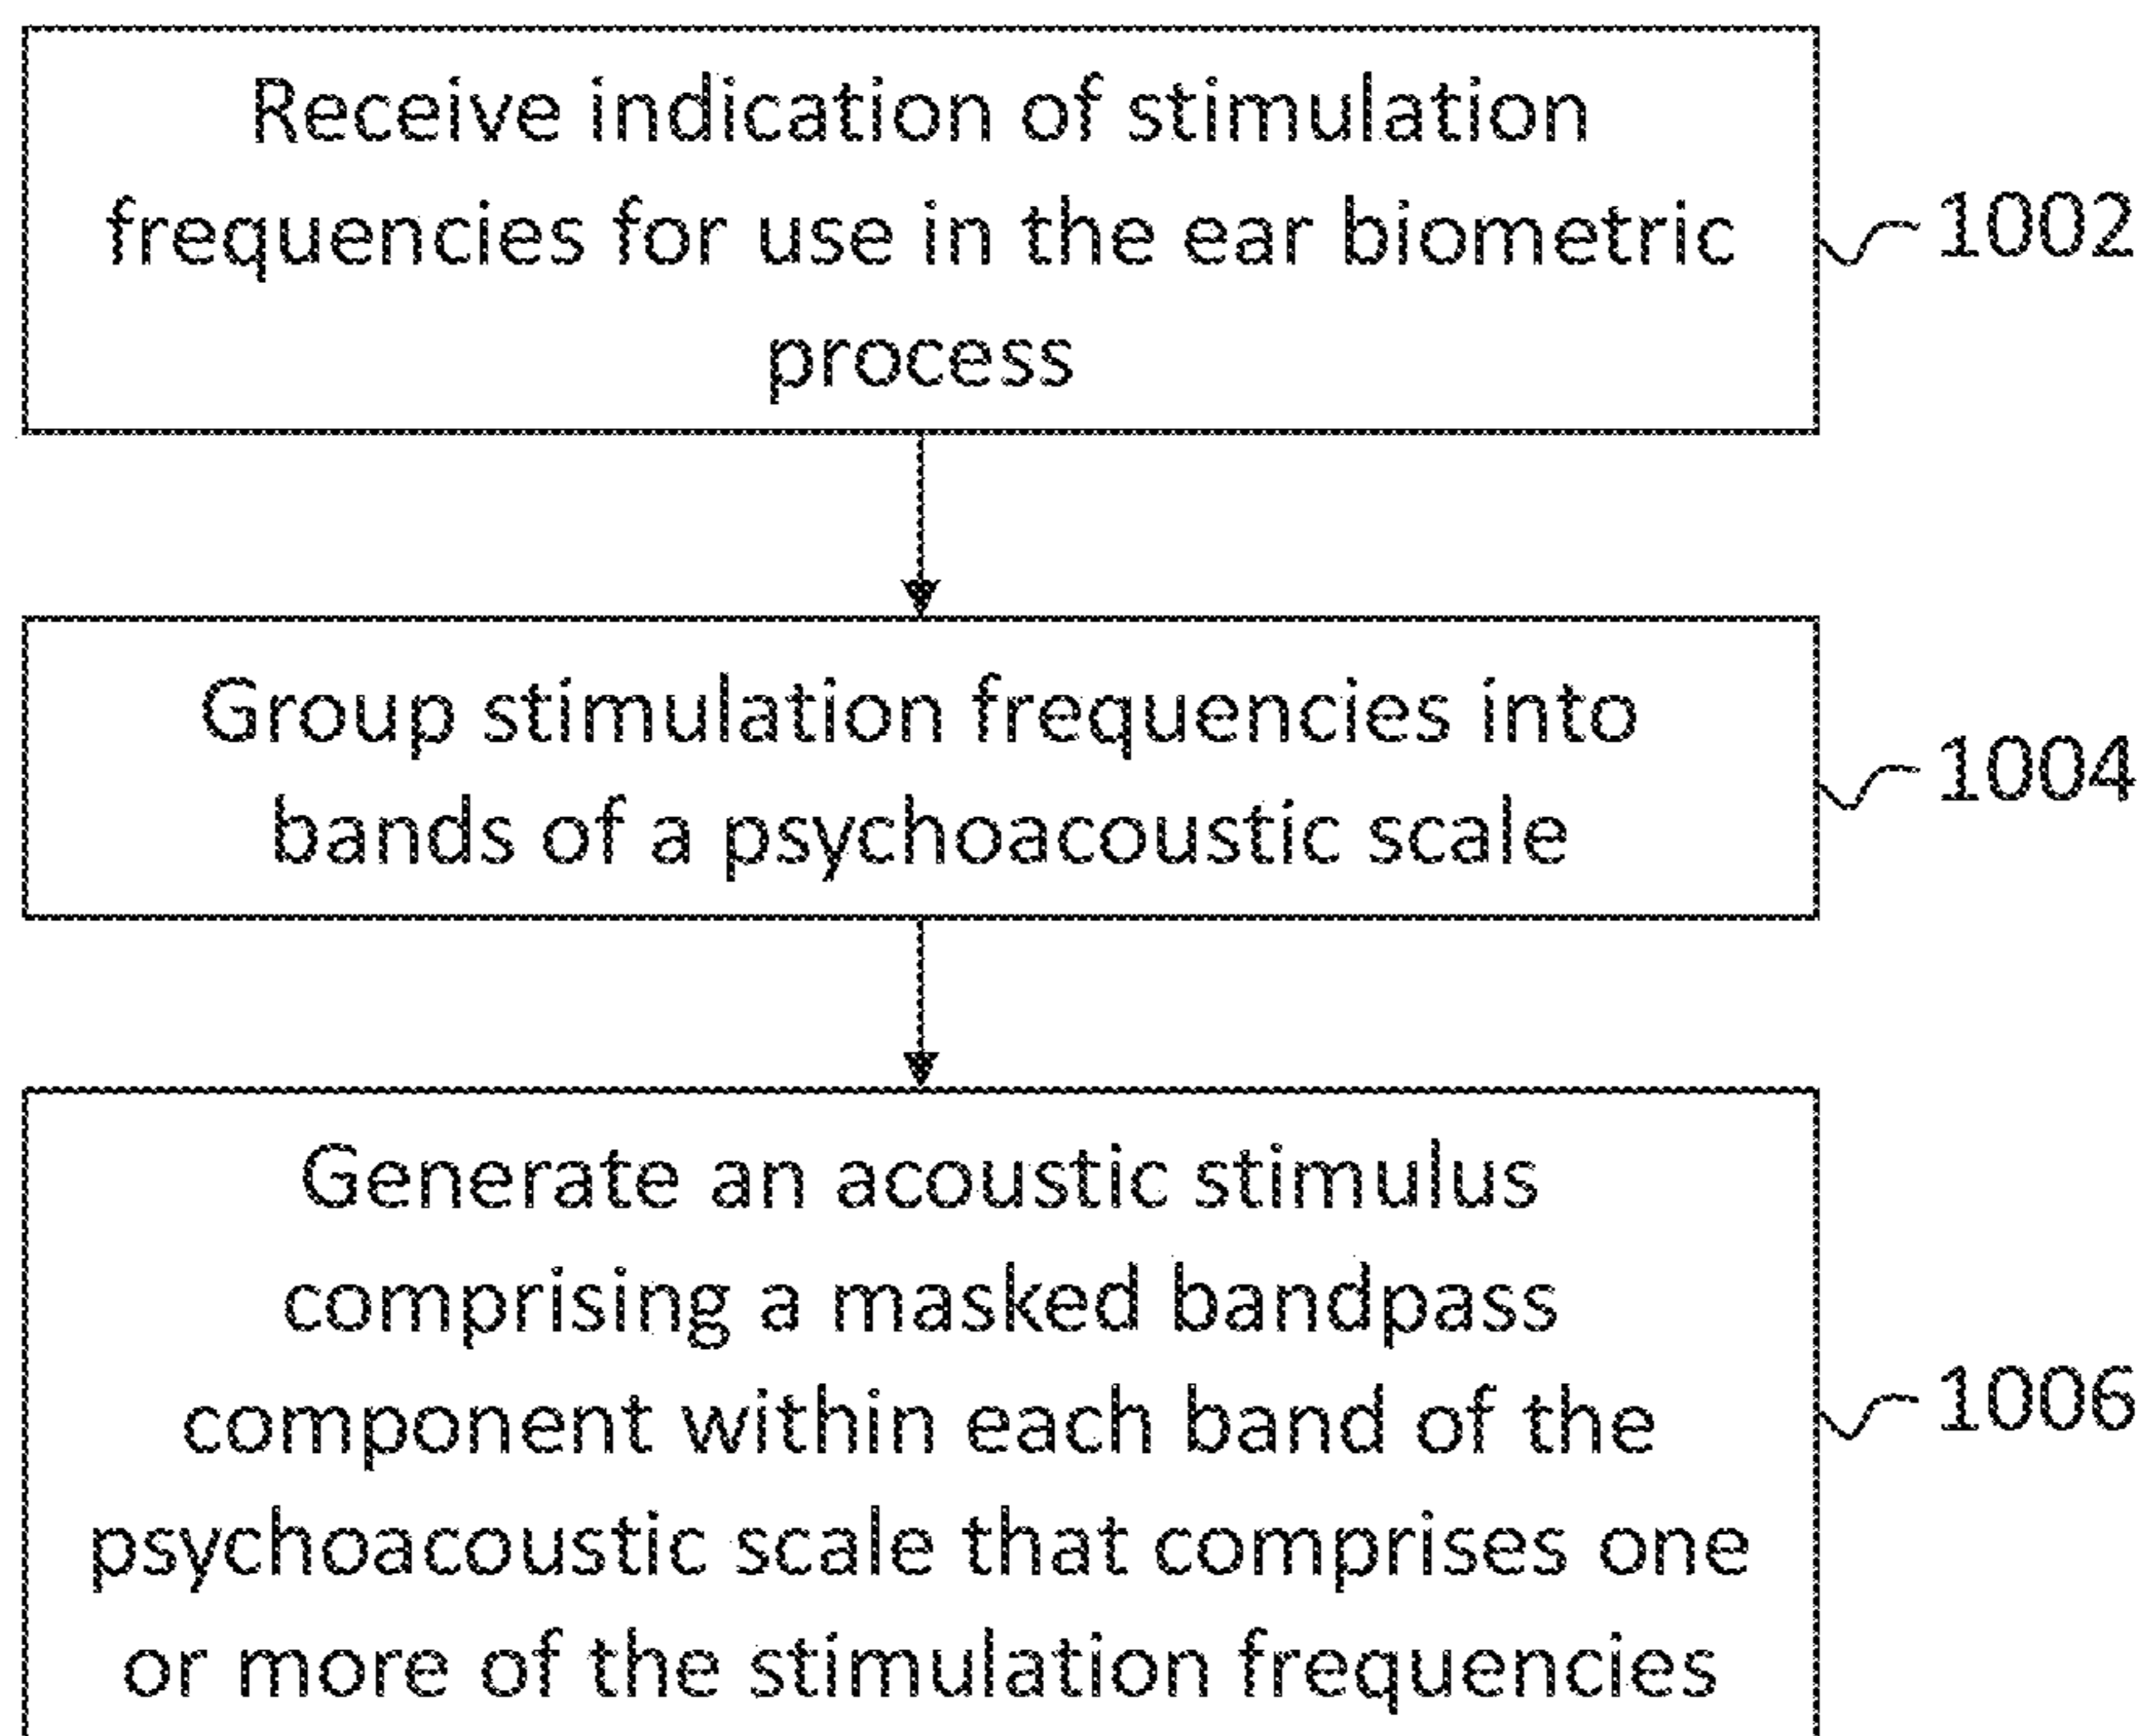 Receive indication of stimulation
frequencies for use in the ear biometric
process
1002
Group stimulation frequencies into
bands of a psychoacoustic scale
1004
Generate an acoustic stimulus
comprising a masked bandpass
component within each band of the
psychoacoustic scale that comprises one
or more of the stimulation frequencies
1006